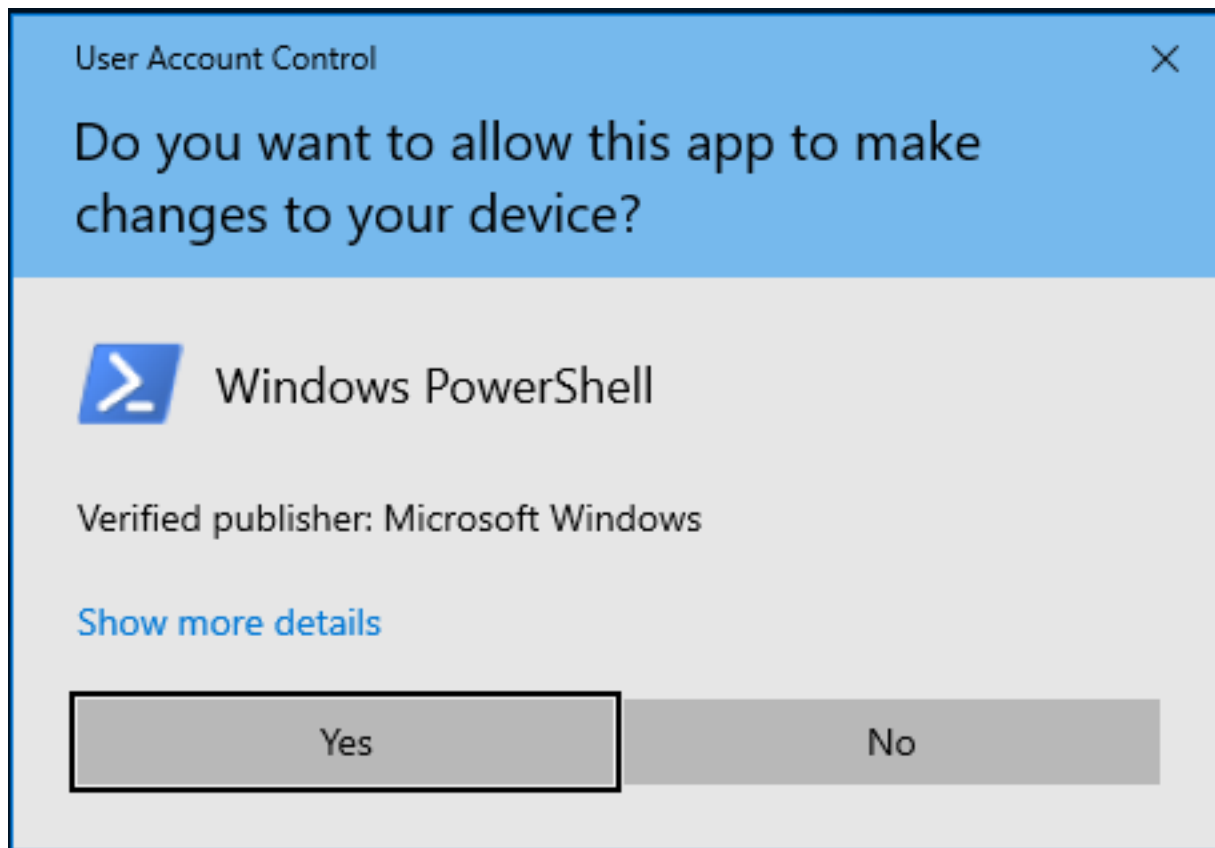 User Account Control
Do you want to allow this app to make
changes to your device?
Windows PowerShell
Verified publisher: Microsoft Windows
Show more details
Yes
No